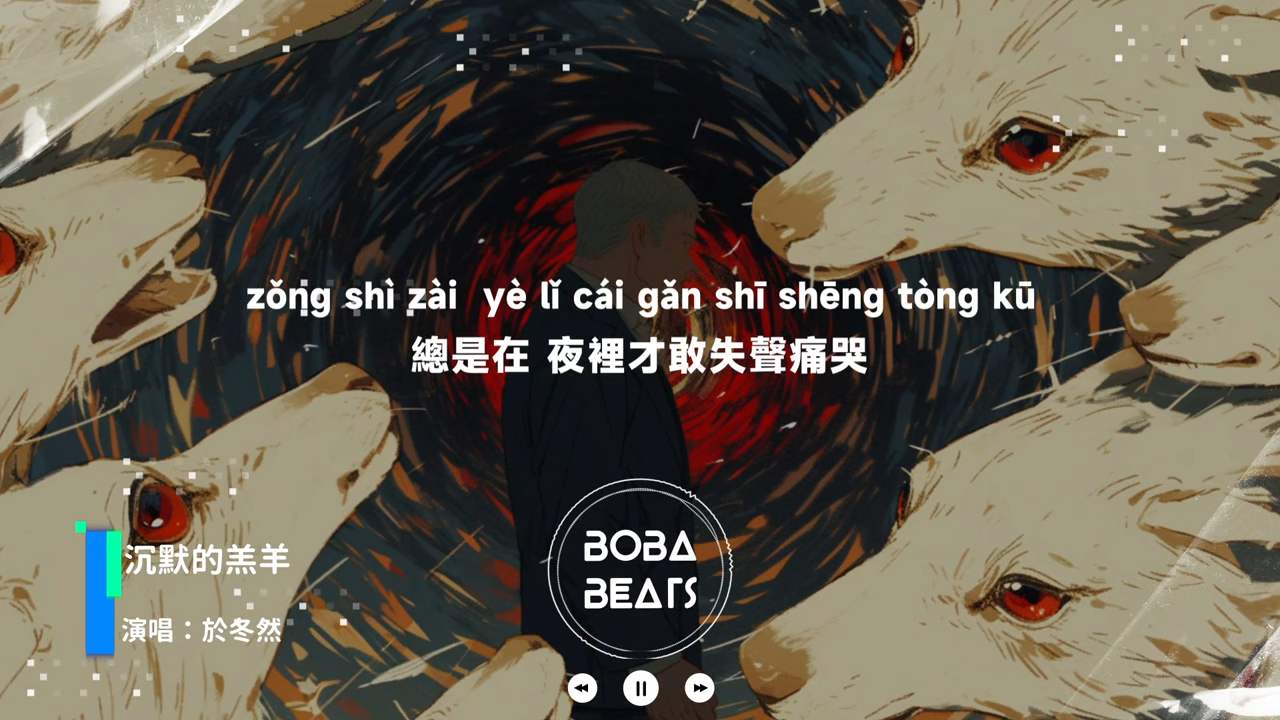 zǒng shì zài yè lǐ cái gǎn shī shēng tòng kū
總是在 夜裡才敢失聲痛哭
沉默的羔羊
演唱：於冬然
BOBA
BEATS